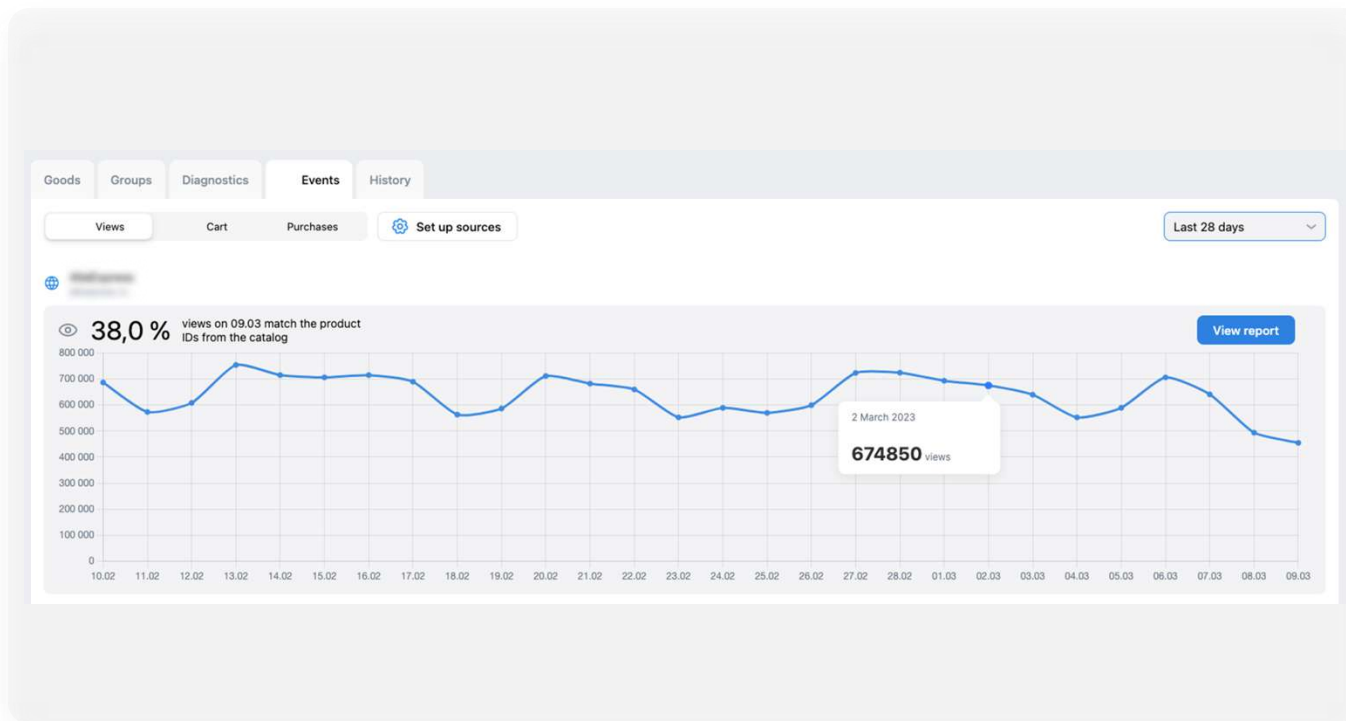 Goods Groups Diagnostics Events History
Views Cart Purchases Set up sources Last 28 days
38,0 % views on 09.03 match the product
IDs from the catalog
View report
800 000
700 000
600 000
500 000
400 000
300 000
200 000
100 000
0
2 March 2023
674850 views
10.02 11.02 12.02 13.02 14.02 15.02 16.02 17.02 18.02 19.02 20.02 21.02 22.02 23.02 24.02 25.02 26.02 27.02 28.02 01.03 02.03 03.03 04.03 05.03 06.03 07.03 08.03 09.03